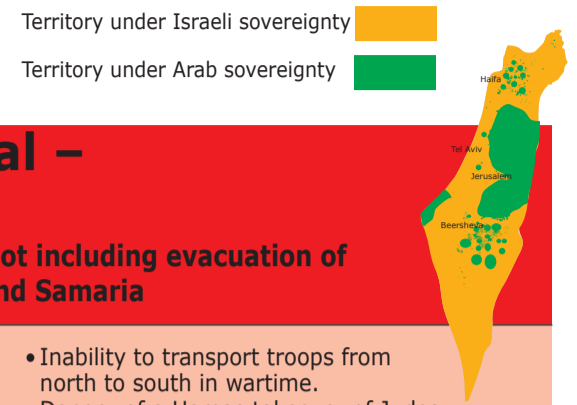 Territory under Israeli sovereignty
Territory under Arab sovereignty
Haifa
Tel Aviv
Jerusalem
Beersheva
al –
ot including evacuation of
nd Samaria
• Inability to transport troops from
north to south in wartime.